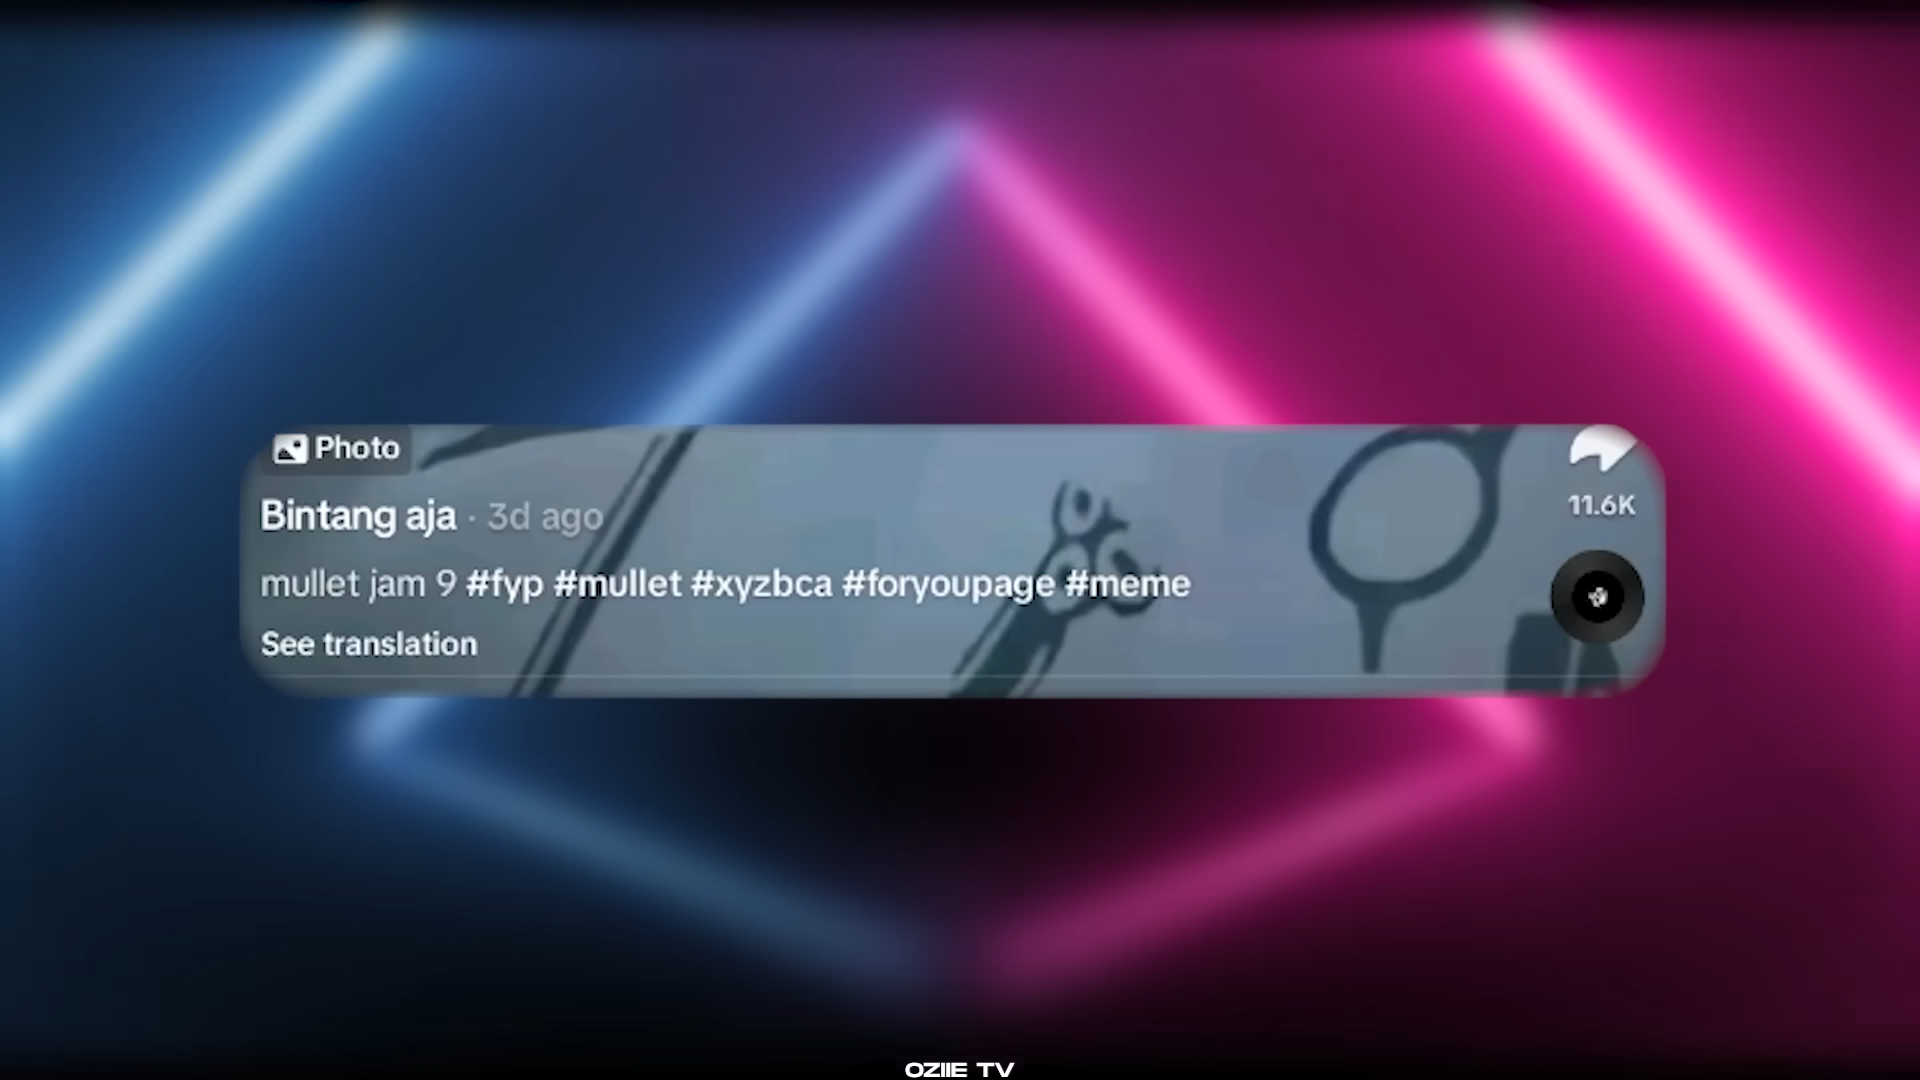 Photo
Bintang aja · 3d ago
11.6K
mullet jam 9 #fyp #mullet #xyzbca #foryoupage #meme
See translation
OZIIE TV